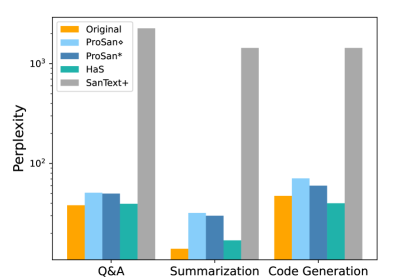 Original
ProSan⋄
ProSan*
HaS
SanText+
10³
10²
Perplexity
Q&A
Summarization
Code Generation